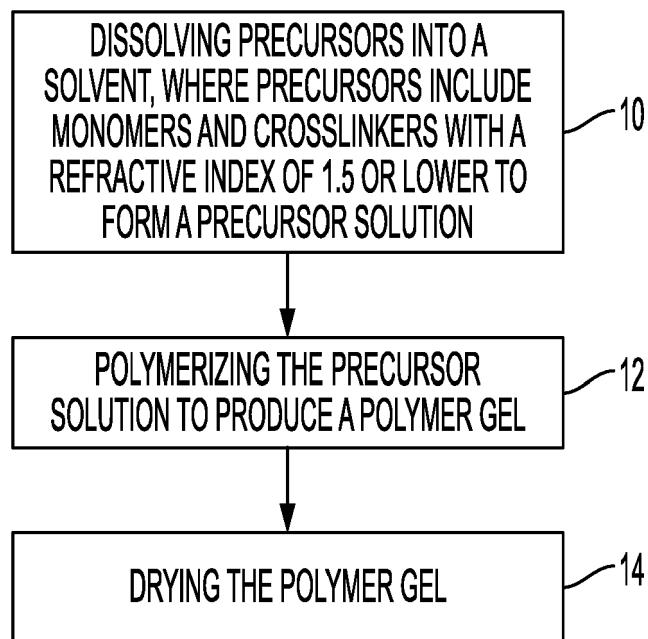 DISSOLVING PRECURSORS INTO A
SOLVENT, WHERE PRECURSORS INCLUDE
MONOMERS AND CROSSLINKERS WITH A
REFRACTIVE INDEX OF 1.5 OR LOWER TO
FORM A PRECURSOR SOLUTION
10
POLYMERIZING THE PRECURSOR
SOLUTION TO PRODUCE A POLYMER GEL
12
DRYING THE POLYMER GEL
14